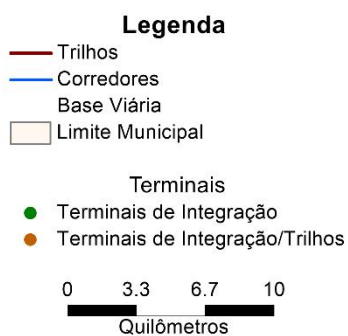 Legenda
Trilhos
Corredores
Base Viária
Limite Municipal
Terminais
Terminais de Integração
Terminais de Integração/Trilhos
0 3.3 6.7 10
Quilômetros